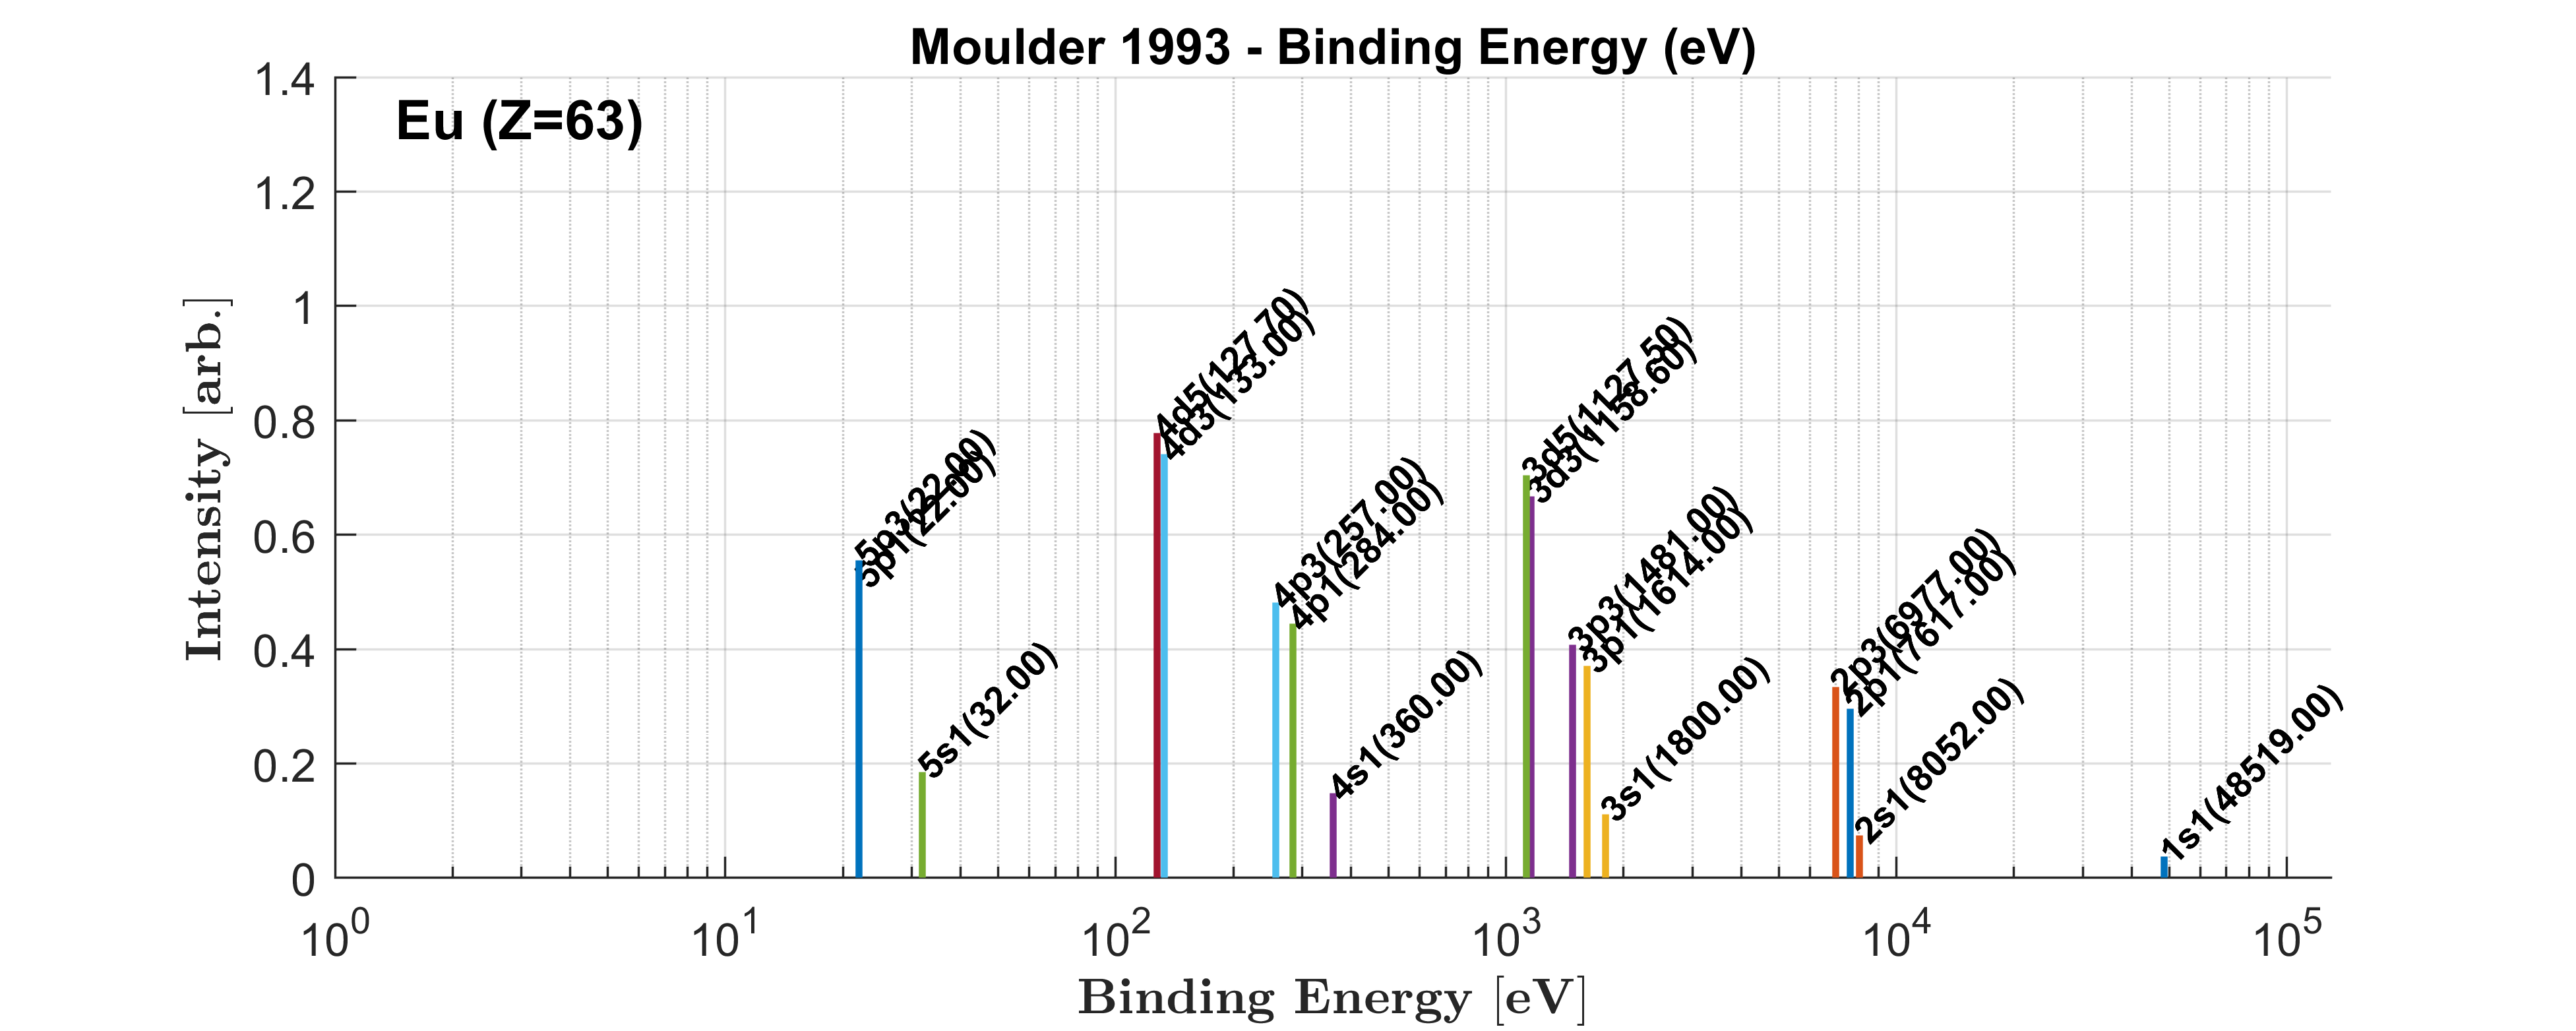 Moulder 1993 - Binding Energy (eV)
Eu (Z=63)
Intensity [arb.]
1.4
1.2
1
0.8
0.6
0.4
0.2
0
5p3(22.00)
5p1(22.00)
5s1(32.00)
4d5(127.70)
4d3(133.00)
4p3(257.00)
4p1(284.00)
4s1(360.00)
3d5(1127.50)
3d3(1158.60)
3p3(1481.00)
3p1(1614.00)
3s1(1800.00)
2p3(6977.00)
2p1(7617.00)
2s1(8052.00)
1s1(48519.00)
10^0
10^1
10^2
10^3
10^4
10^5
Binding Energy [eV]